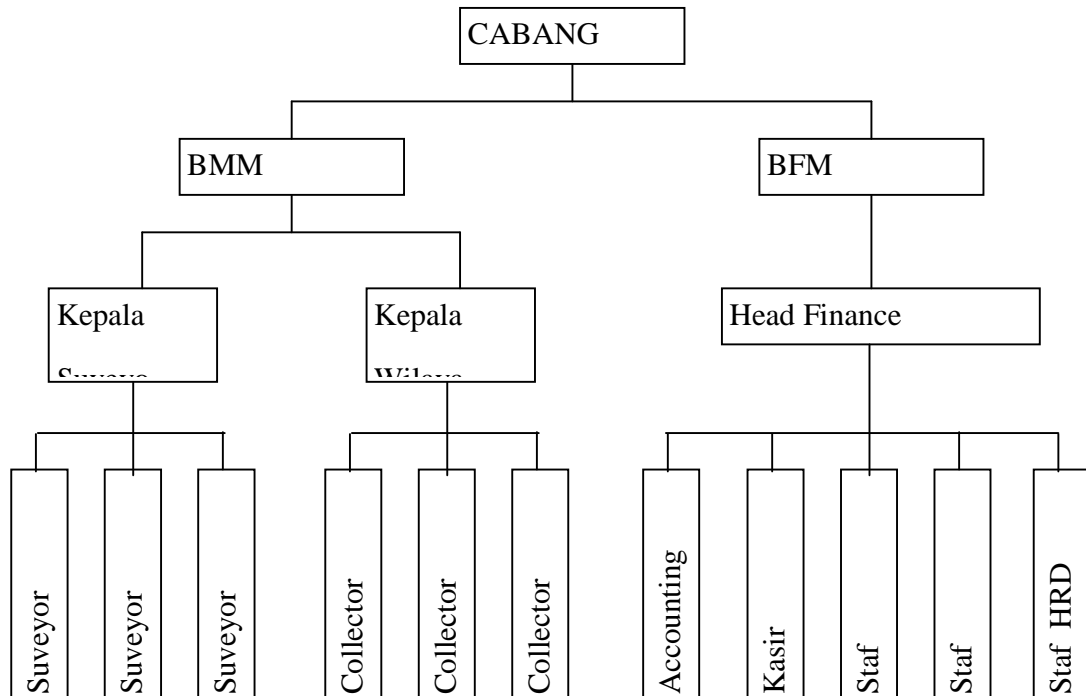 CABANG
BMM
BFM
Kepala
Kepala
Head Finance
Suveyor
Suveyor
Suveyor
Collector
Collector
Collector
Accounting
Kasir
Staf
Staf
Staf HRD